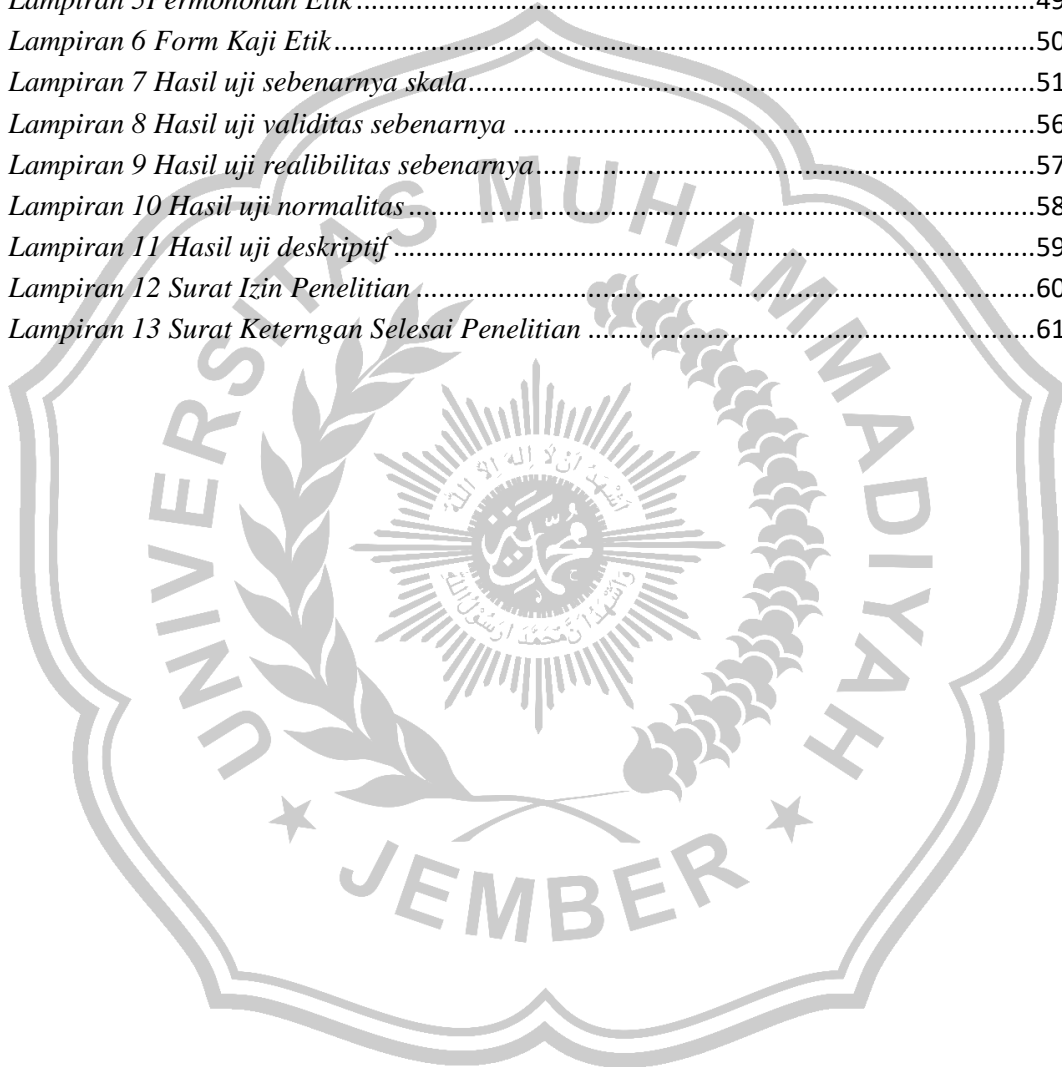 Lampiran 5Permohonan Etik....................49
Lampiran 6 Form Kaji Etik....................50
Lampiran 7 Hasil uji sebenarnya skala....................51
Lampiran 8 Hasil uji validitas sebenarnya....................56
Lampiran 9 Hasil uji realibilitas sebenarnya....................57
Lampiran 10 Hasil uji normalitas....................58
Lampiran 11 Hasil uji deskriptif....................59
Lampiran 12 Surat Izin Penelitian....................60
Lampiran 13 Surat Keterngan Selesai Penelitian....................61
UNIVERSITAS MUHAMMADIYAH
JEMBER